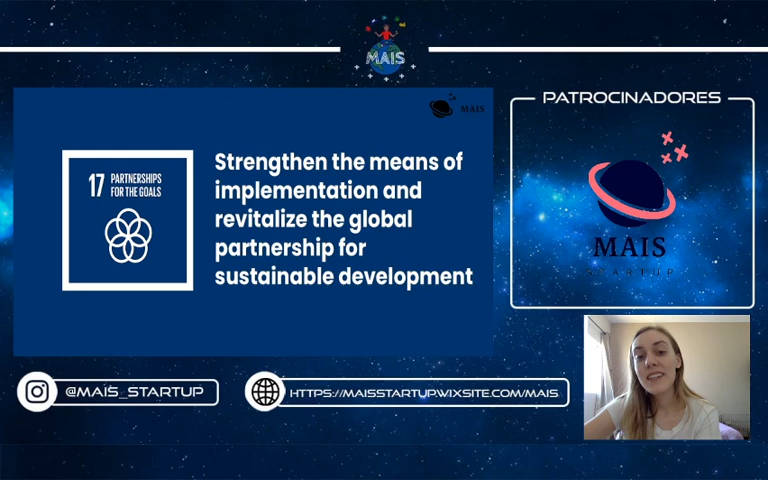 MAIS
MAIS
PATROCINADORES
17 PARTNERSHIPS
FOR THE GOALS
Strengthen the means of
implementation and
revitalize the global
partnership for
sustainable development
MAIS
STARTUP
@MAIS_STARTUP
HTTPS://MAISSTARTUP.WIXSITE.COM/MAIS